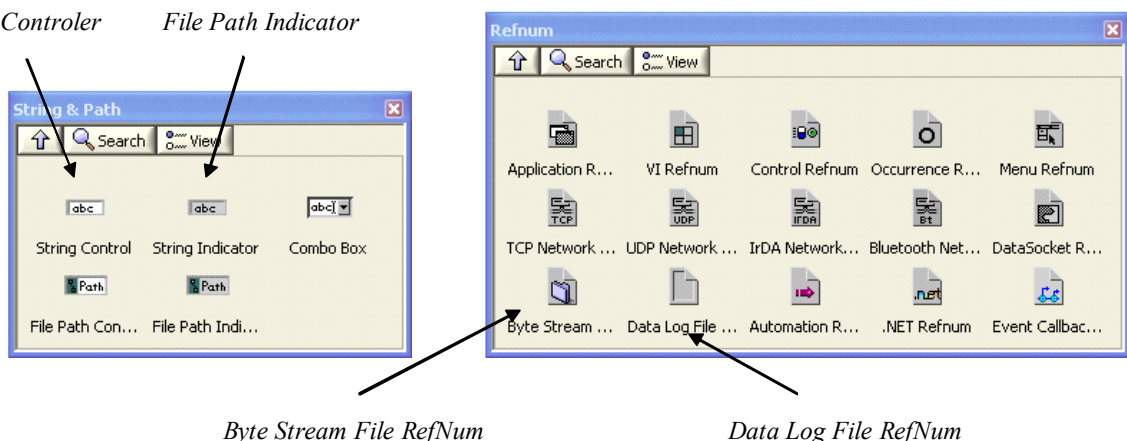 Controler File Path Indicator
String & Path
Search View
String Control String Indicator Combo Box
File Path Con... File Path Indi...
abc abc abc
Path Path
Refnum
Search View
Application R... VI Refnum Control Refnum Occurrence R... Menu Refnum
TCP UDP IrDA Bt
TCP Network ... UDP Network ... IrDA Network... Bluetooth Net... DataSocket R...
.net
Byte Stream ... Data Log File ... Automation R... .NET Refnum Event Callbac...
Byte Stream File RefNum Data Log File RefNum